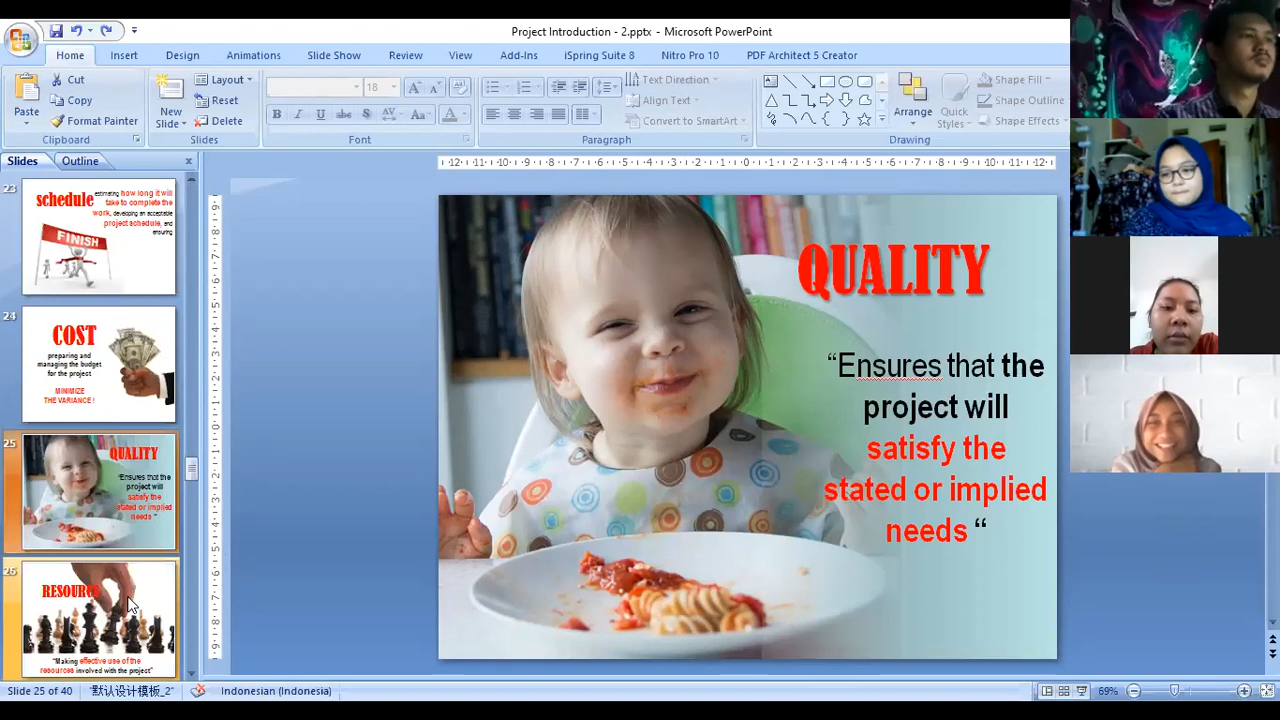 Project Introduction - 2.pptx - Microsoft PowerPoint
Home Insert Design Animations Slide Show Review View Add-Ins iSpring Suite 8 Nitro Pro 10 PDF Architect 5 Creator
Paste
Cut
Copy
Format Painter
Clipboard
New
Slide
Layout
Reset
Delete
Slides
18
B I U abc S AV Aa A
Font
Text Direction
Align Text
Convert to SmartArt
Paragraph
Arrange
Quick
Styles
Shape Fill
Shape Outline
Shape Effects
Drawing
Slides Outline
23
schedule estimating how long it will
take to complete the
work, developing an acceptable
project schedule, and
ensuring
FINISH
24
COST
preparing and
managing the budget
for the project
MINIMIZE
THE VARIANCE !
25
QUALITY
“Ensures that the
project will
satisfy the
stated or implied
needs “
26
RESOURCE
“Making effective use of the
resources involved with the project”
QUALITY
“Ensures that the
project will
satisfy the
stated or implied
needs “
Slide 25 of 40 "默认设计模板_2" Indonesian (Indonesia) 69%